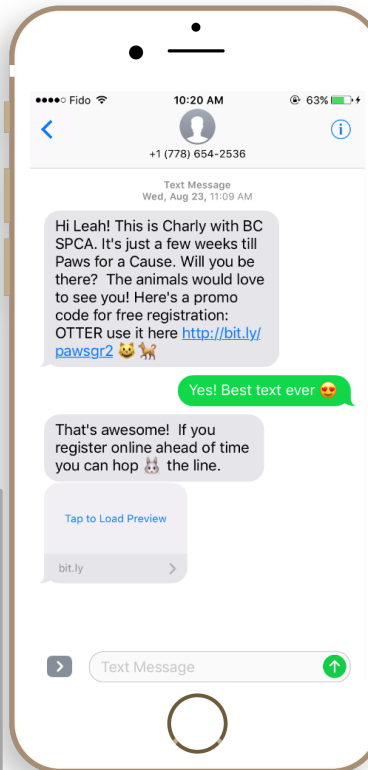 Fido 10:20 AM 63%
+1 (778) 654-2536
Text Message
Wed, Aug 23, 11:09 AM
Hi Leah! This is Charly with BC
SPCA. It's just a few weeks till
Paws for a Cause. Will you be
there?  The animals would love
to see you! Here's a promo
code for free registration:
OTTER use it here http://bit.ly/
pawsgr2 😺🐈
Yes! Best text ever 😍
That's awesome!  If you
register online ahead of time
you can hop 🐰 the line.
Tap to Load Preview
bit.ly
Text Message